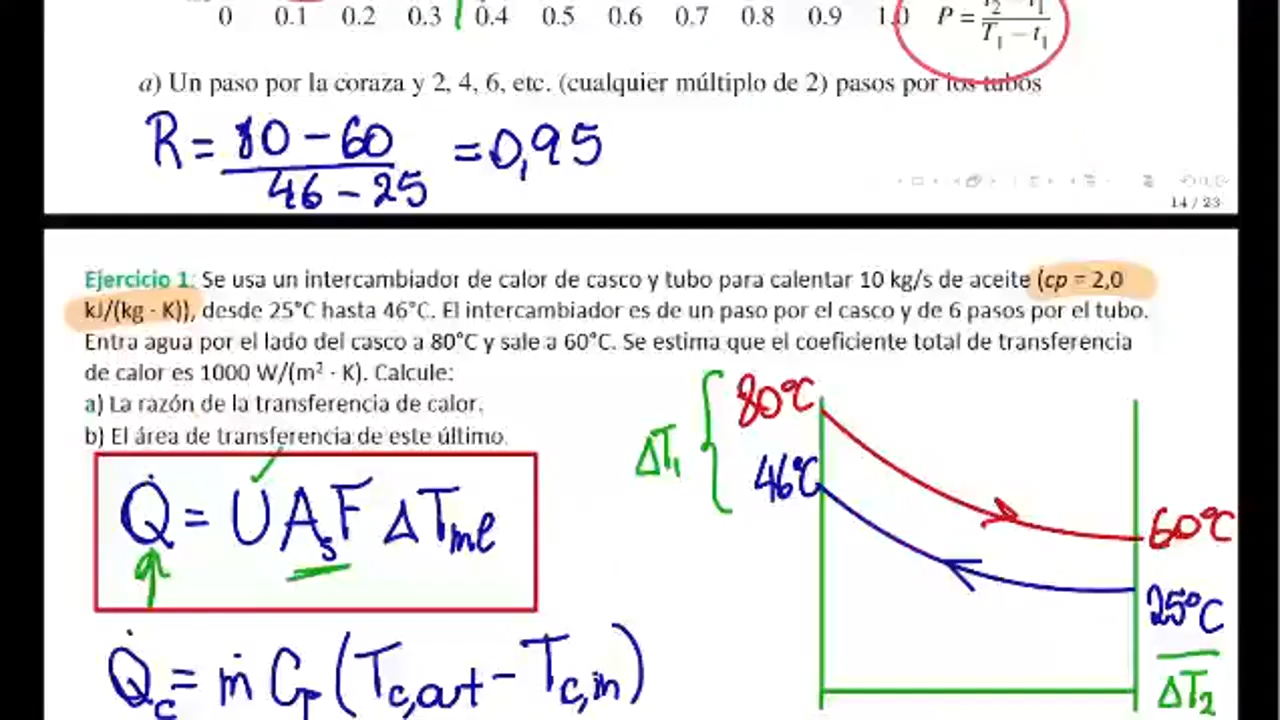 0 0.1 0.2 0.3 0.4 0.5 0.6 0.7 0.8 0.9 1.0 P = T₁ − t₁
a) Un paso por la coraza y 2, 4, 6, etc. (cualquier múltiplo de 2) pasos por los tubos
R = 80 − 60 / 46 − 25 = 0,95
14 / 23
Ejercicio 1: Se usa un intercambiador de calor de casco y tubo para calentar 10 kg/s de aceite (cp = 2,0
kJ/(kg · K)), desde 25°C hasta 46°C. El intercambiador es de un paso por el casco y de 6 pasos por el tubo.
Entra agua por el lado del casco a 80°C y sale a 60°C. Se estima que el coeficiente total de transferencia
de calor es 1000 W/(m² · K). Calcule:
a) La razón de la transferencia de calor.
b) El área de transferencia de este último.
80°C
ΔT₁
46°C
Q̇ = U Aₛ F ΔTmℓ
60°C
25°C
Q̇c = ṁ Cp (Tc,out − Tc,in)
ΔT₂